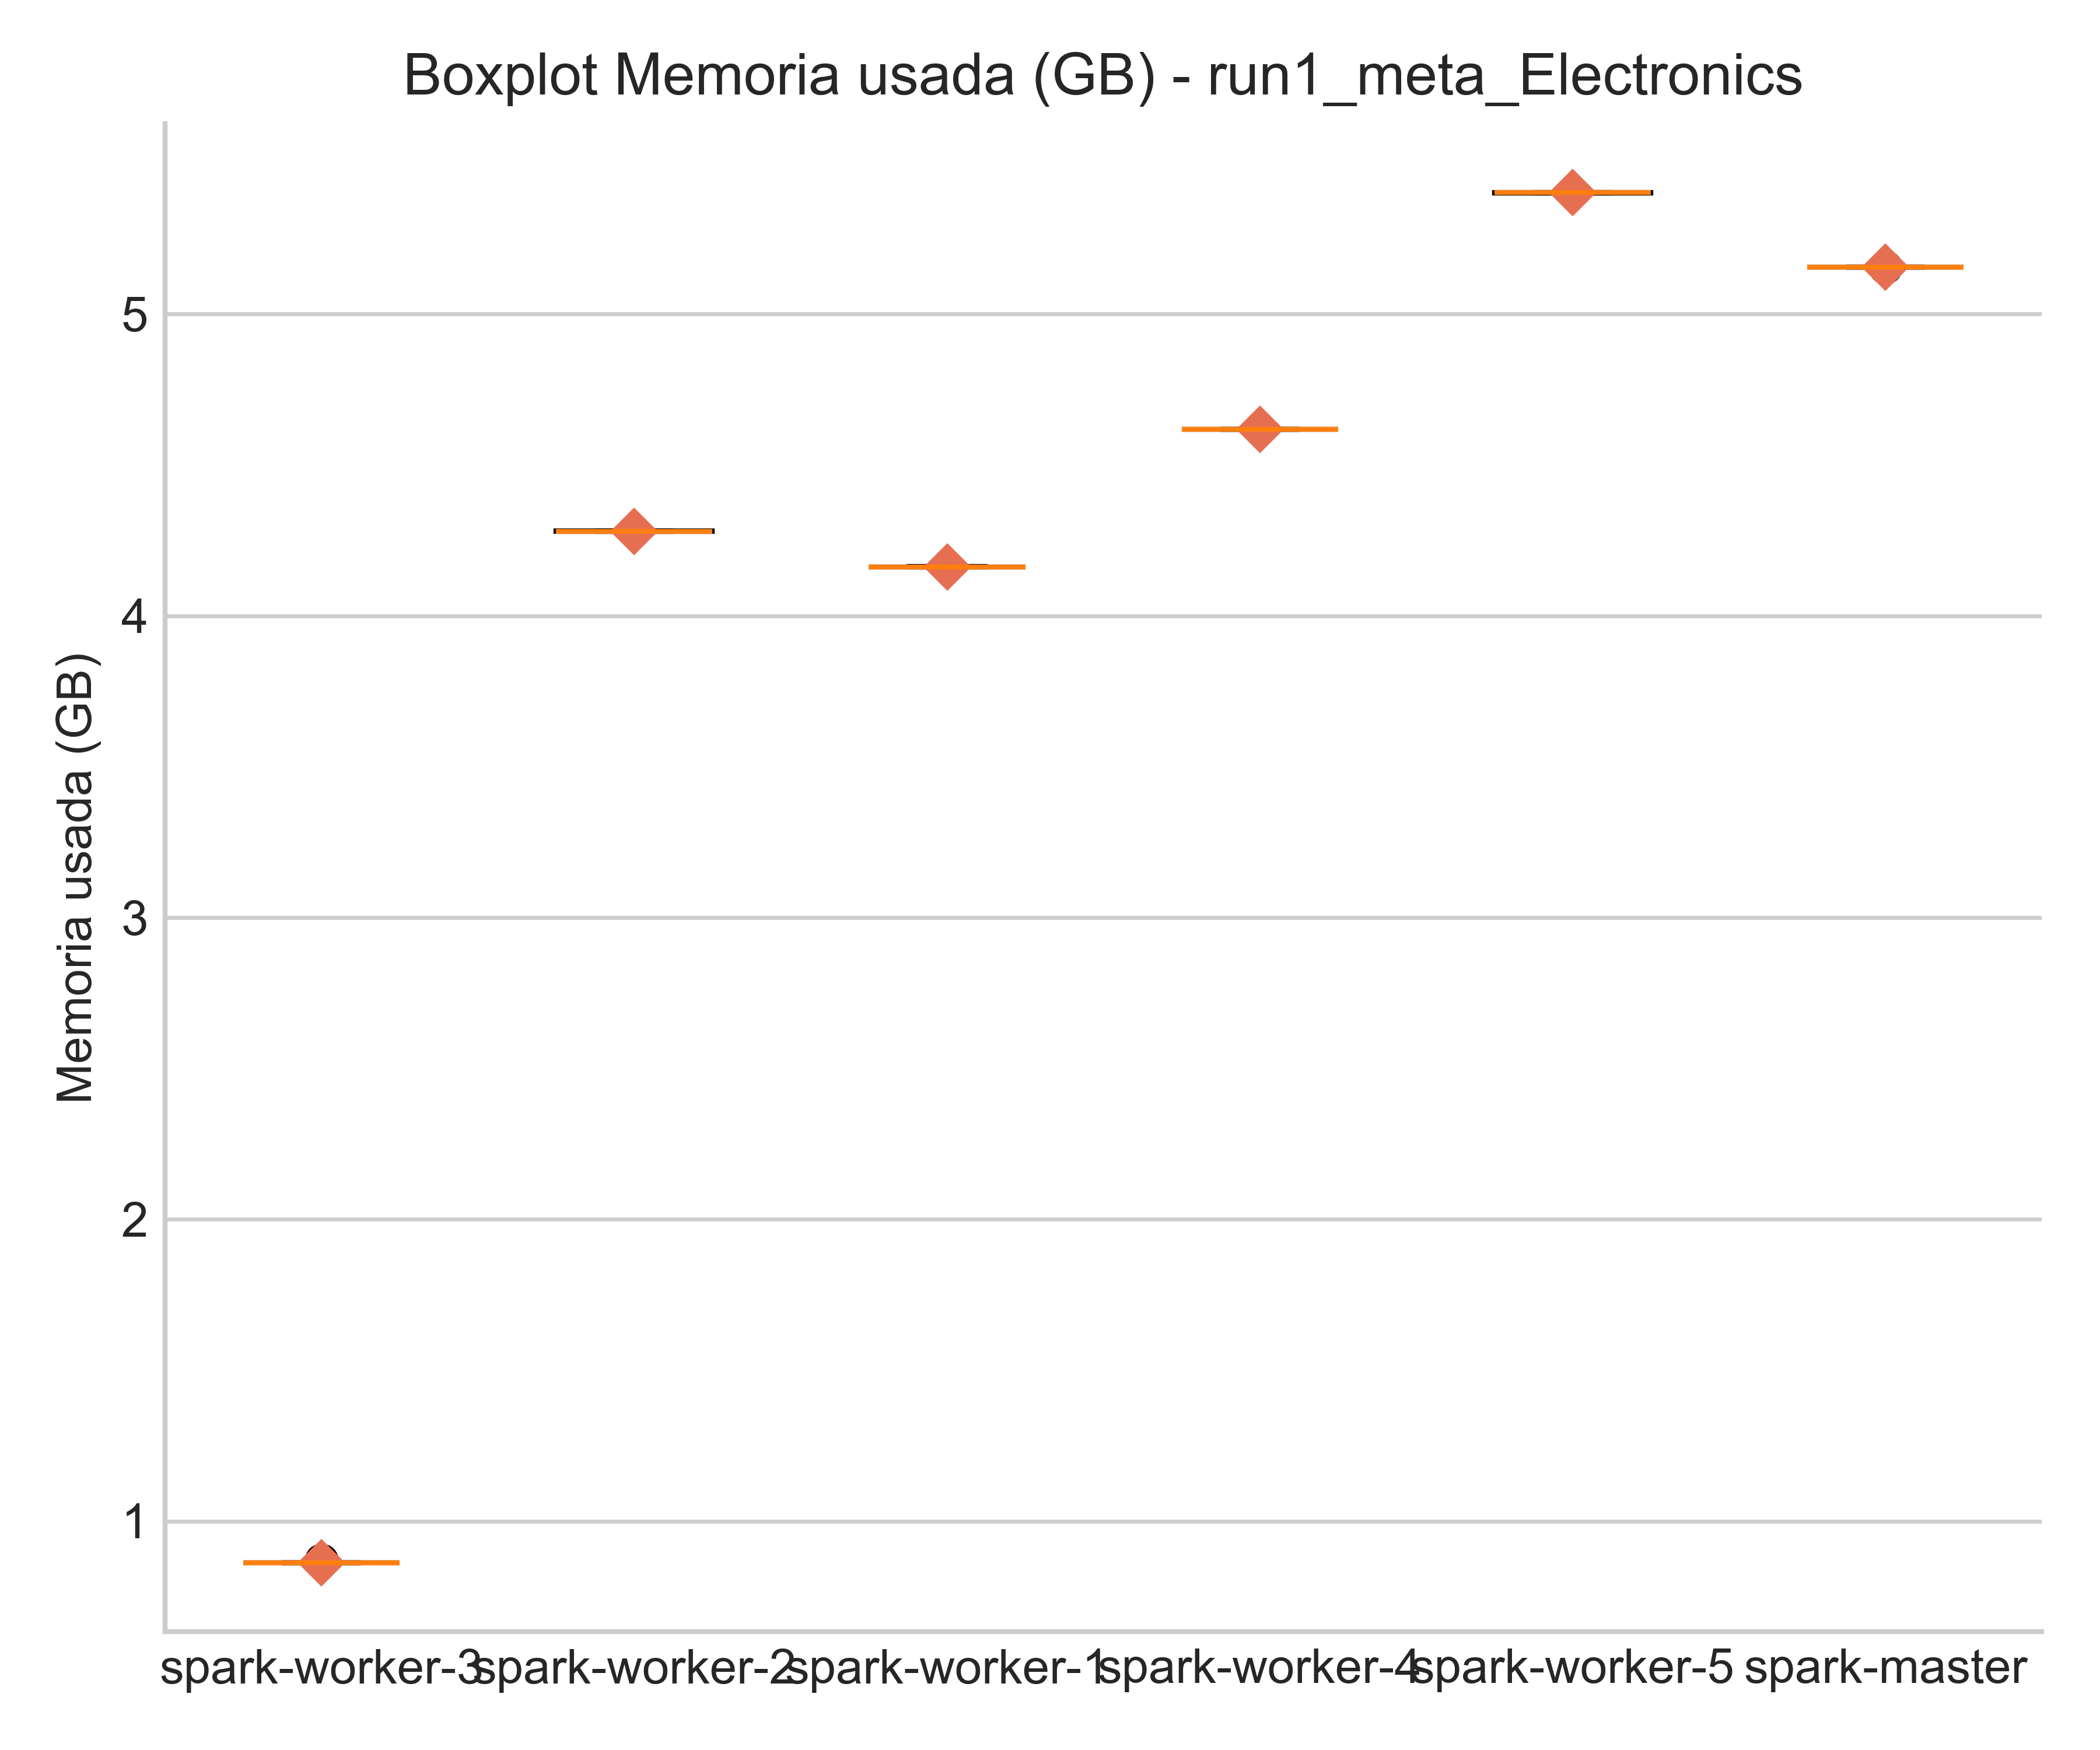 Boxplot Memoria usada (GB) - run1_meta_Electronics
Memoria usada (GB)
5
4
3
2
1
spark-worker-3 spark-worker-2 spark-worker-1 spark-worker-4 spark-worker-5 spark-master